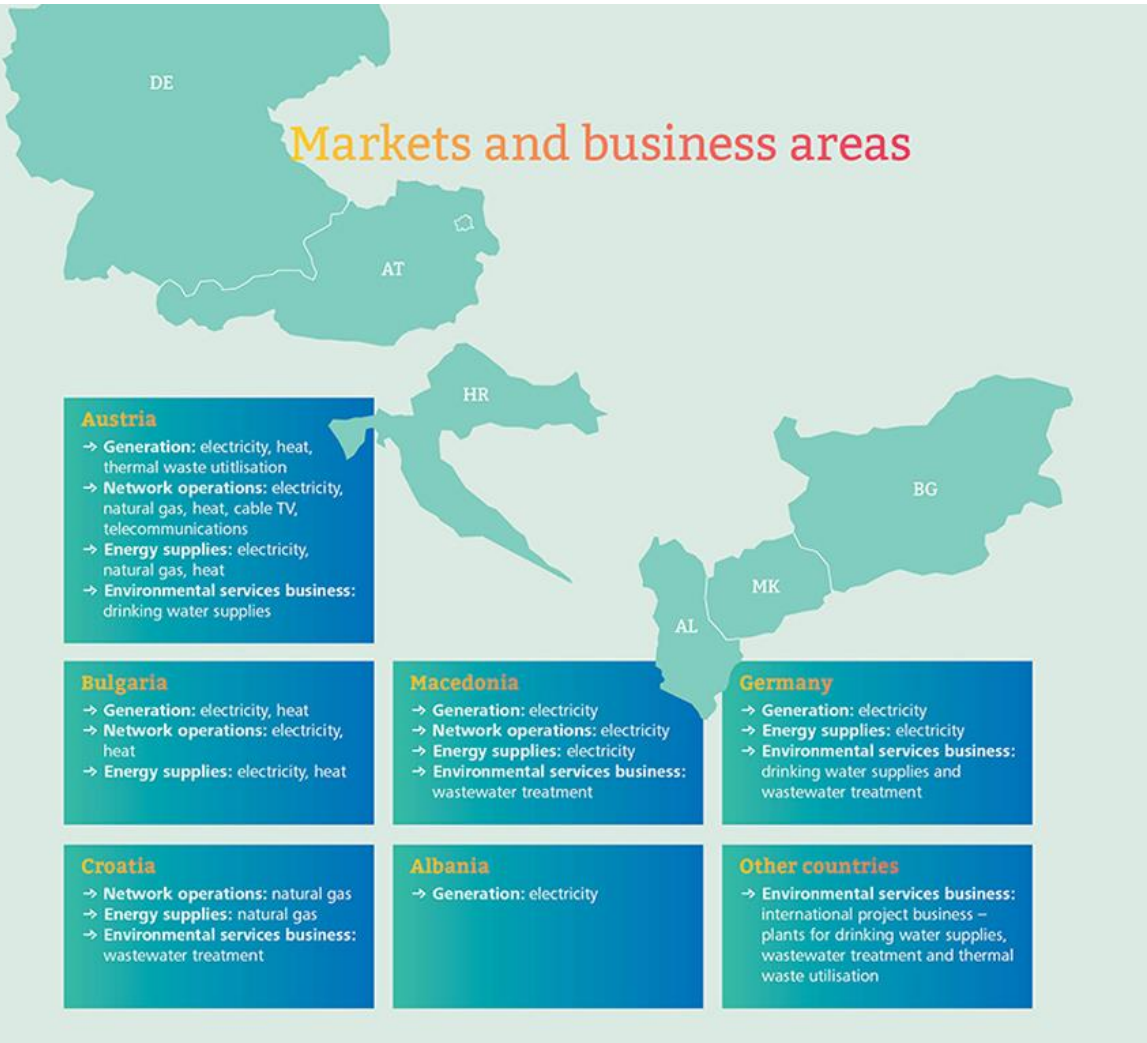 DE
Markets and business areas
AT
HR
BG
MK
AL
Austria
→ Generation: electricity, heat,
thermal waste utitlisation
→ Network operations: electricity,
natural gas, heat, cable TV,
telecommunications
→ Energy supplies: electricity,
natural gas, heat
→ Environmental services business:
drinking water supplies
Bulgaria
→ Generation: electricity, heat
→ Network operations: electricity,
heat
→ Energy supplies: electricity, heat
Macedonia
→ Generation: electricity
→ Network operations: electricity
→ Energy supplies: electricity
→ Environmental services business:
wastewater treatment
Germany
→ Generation: electricity
→ Energy supplies: electricity
→ Environmental services business:
drinking water supplies and
wastewater treatment
Croatia
→ Network operations: natural gas
→ Energy supplies: natural gas
→ Environmental services business:
wastewater treatment
Albania
→ Generation: electricity
Other countries
→ Environmental services business:
international project business –
plants for drinking water supplies,
wastewater treatment and thermal
waste utilisation